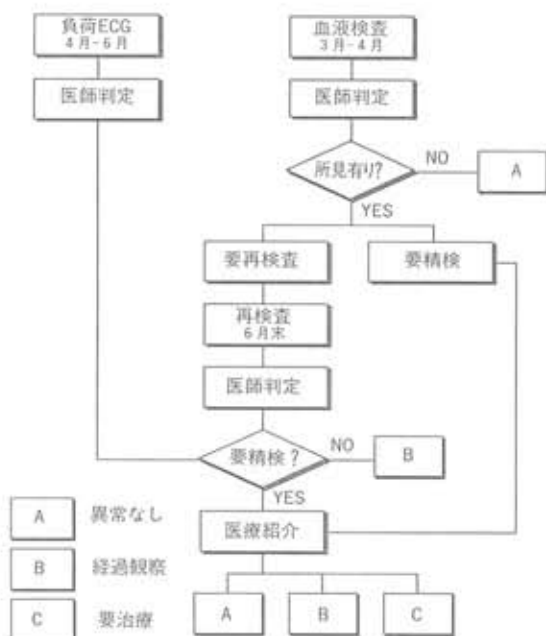 負荷ECG
4月-6月
血液検査
3月-4月
医師判定
医師判定
所見有り?
NO
A
YES
要再検査
要精検
再検査
6月末
医師判定
要精検?
NO
B
YES
医療紹介
A
異常なし
B
経過観察
C
要治療
A
B
C